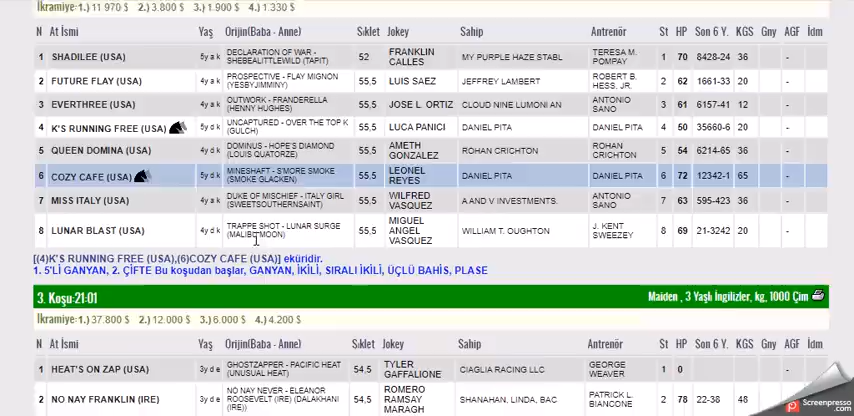 İkramiye: 1.) 11.970 $ 2.) 3.800 $ 3.) 1.900 $ 4.) 1.330 $
N At İsmi Yaş Orijin(Baba - Anne) Sıklet Jokey Sahip Antrenör St HP Son 6 Y. KGS Gny AGF İdm
1 SHADILEE (USA) 5y a k DECLARATION OF WAR - SHEBEALITTLEWILD (TAPIT) 52 FRANKLIN CALLES MY PURPLE HAZE STABL TERESA M. POMPAY 1 70 8428-24 36 -
2 FUTURE FLAY (USA) 4y a k PROSPECTIVE - FLAY MIGNON (YESBYJIMMINY) 55,5 LUIS SAEZ JEFFREY LAMBERT ROBERT B. HESS, JR. 2 62 1661-33 20 -
3 EVERTHREE (USA) 4y a k OUTWORK - FRANDERELLA (HENNY HUGHES) 55,5 JOSE L. ORTIZ CLOUD NINE LUMONI AN ANTONIO SANO 3 61 6157-41 12 -
4 K'S RUNNING FREE (USA) 5y d k UNCAPTURED - OVER THE TOP K (GULCH) 55,5 LUCA PANICI DANIEL PITA DANIEL PITA 4 50 35660-6 20 -
5 QUEEN DOMINA (USA) 4y d k DOMINUS - HOPE'S DIAMOND (LOUIS QUATORZE) 55,5 AMETH GONZALEZ ROHAN CRICHTON ROHAN CRICHTON 5 54 6214-65 36 -
6 COZY CAFE (USA) 5y d k MINESHAFT - S'MORE SMOKE (SMOKE GLACKEN) 55,5 LEONEL REYES DANIEL PITA DANIEL PITA 6 72 12342-1 65 -
7 MISS ITALY (USA) 4y a k DUKE OF MISCHIEF - ITALY GIRL (SWEETSOUTHERNSAINT) 55,5 WILFRED VASQUEZ A AND V INVESTMENTS. ANTONIO SANO 7 63 595-423 36 -
8 LUNAR BLAST (USA) 4y d k TRAPPE SHOT - LUNAR SURGE (MALIBU MOON) 55,5 MIGUEL ANGEL VASQUEZ WILLIAM T. OUGHTON J. KENT SWEEZEY 8 69 21-3242 20 -
[(4)K'S RUNNING FREE (USA),(6)COZY CAFE (USA)] eküridir.
1. 5'Lİ GANYAN, 2. ÇİFTE Bu koşudan başlar, GANYAN, İKİLİ, SIRALI İKİLİ, ÜÇLÜ BAHİS, PLASE
3. Koşu:21:01 Maiden , 3 Yaşlı İngilizler, kg, 1000 Çim
İkramiye: 1.) 37.800 $ 2.) 12.000 $ 3.) 6.000 $ 4.) 4.200 $
N At İsmi Yaş Orijin(Baba - Anne) Sıklet Jokey Sahip Antrenör St HP Son 6 Y. KGS Gny AGF İdm
1 HEAT'S ON ZAP (USA) 3y d e GHOSTZAPPER - PACIFIC HEAT (UNUSUAL HEAT) 54,5 TYLER GAFFALIONE CIAGLIA RACING LLC GEORGE WEAVER 1 0 -
2 NO NAY FRANKLIN (IRE) 3y d e NO NAY NEVER - ELEANOR ROOSEVELT (IRE) (DALAKHANI (IRE)) 54,5 ROMERO RAMSAY MARAGH SHANAHAN, LINDA, BAC PATRICK L. BIANCONE 2 78 22-38 48 -
Screenpresso
.com